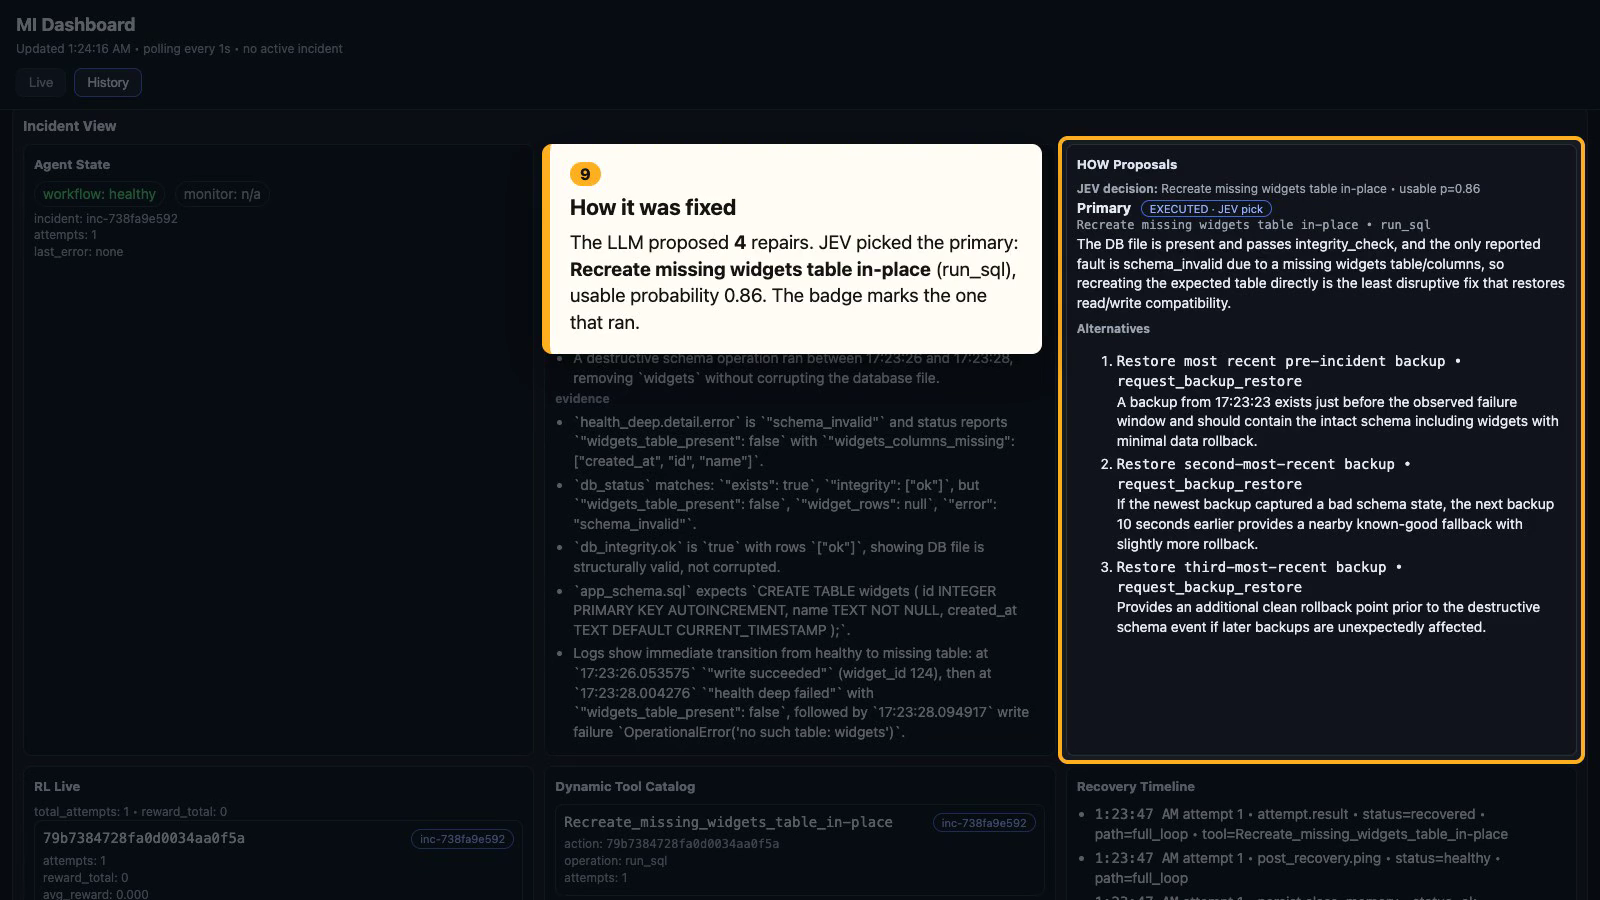 MI Dashboard
Updated 1:24:16 AM • polling every 1s • no active incident
Live
History
Incident View
Agent State
workflow: healthy
monitor: n/a
incident: inc-738fa9e592
attempts: 1
last_error: none
9
How it was fixed
The LLM proposed 4 repairs. JEV picked the primary:
Recreate missing widgets table in-place (run_sql),
usable probability 0.86. The badge marks the one
that ran.
• A destructive schema operation ran between 17:23:26 and 17:23:28,
removing `widgets` without corrupting the database file.
evidence
• `health_deep.detail.error` is `"schema_invalid"` and status reports
`"widgets_table_present": false` with `"widgets_columns_missing":
["created_at", "id", "name"]`.
• `db_status` matches: `"exists": true`, `"integrity": ["ok"]`, but
`"widgets_table_present": false`, `"widget_rows": null`, `"error":
"schema_invalid"`.
• `db_integrity.ok` is `true` with rows `["ok"]`, showing DB file is
structurally valid, not corrupted.
• `app_schema.sql` expects `CREATE TABLE widgets ( id INTEGER
PRIMARY KEY AUTOINCREMENT, name TEXT NOT NULL, created_at
TEXT DEFAULT CURRENT_TIMESTAMP );`.
• Logs show immediate transition from healthy to missing table: at
`17:23:26.053575` `"write succeeded"` (widget_id 124), then at
`17:23:28.004276` `"health deep failed"` with
`"widgets_table_present": false`, followed by `17:23:28.094917` write
failure `OperationalError('no such table: widgets')`.
HOW Proposals
JEV decision: Recreate missing widgets table in-place • usable p=0.86
Primary EXECUTED · JEV pick
Recreate missing widgets table in-place • run_sql
The DB file is present and passes integrity_check, and the only reported
fault is schema_invalid due to a missing widgets table/columns, so
recreating the expected table directly is the least disruptive fix that restores
read/write compatibility.
Alternatives
1. Restore most recent pre-incident backup •
request_backup_restore
A backup from 17:23:23 exists just before the observed failure
window and should contain the intact schema including widgets with
minimal data rollback.
2. Restore second-most-recent backup •
request_backup_restore
If the newest backup captured a bad schema state, the next backup
10 seconds earlier provides a nearby known-good fallback with
slightly more rollback.
3. Restore third-most-recent backup •
request_backup_restore
Provides an additional clean rollback point prior to the destructive
schema event if later backups are unexpectedly affected.
RL Live
total_attempts: 1 • reward_total: 0
79b7384728fa0d0034aa0f5a
inc-738fa9e592
attempts: 1
reward_total: 0
avg_reward: 0.000
Dynamic Tool Catalog
Recreate_missing_widgets_table_in-place
inc-738fa9e592
action: 79b7384728fa0d0034aa0f5a
operation: run_sql
attempts: 1
Recovery Timeline
• 1:23:47 AM attempt 1 • attempt.result • status=recovered •
path=full_loop • tool=Recreate_missing_widgets_table_in-place
• 1:23:47 AM attempt 1 • post_recovery.ping • status=healthy •
path=full_loop